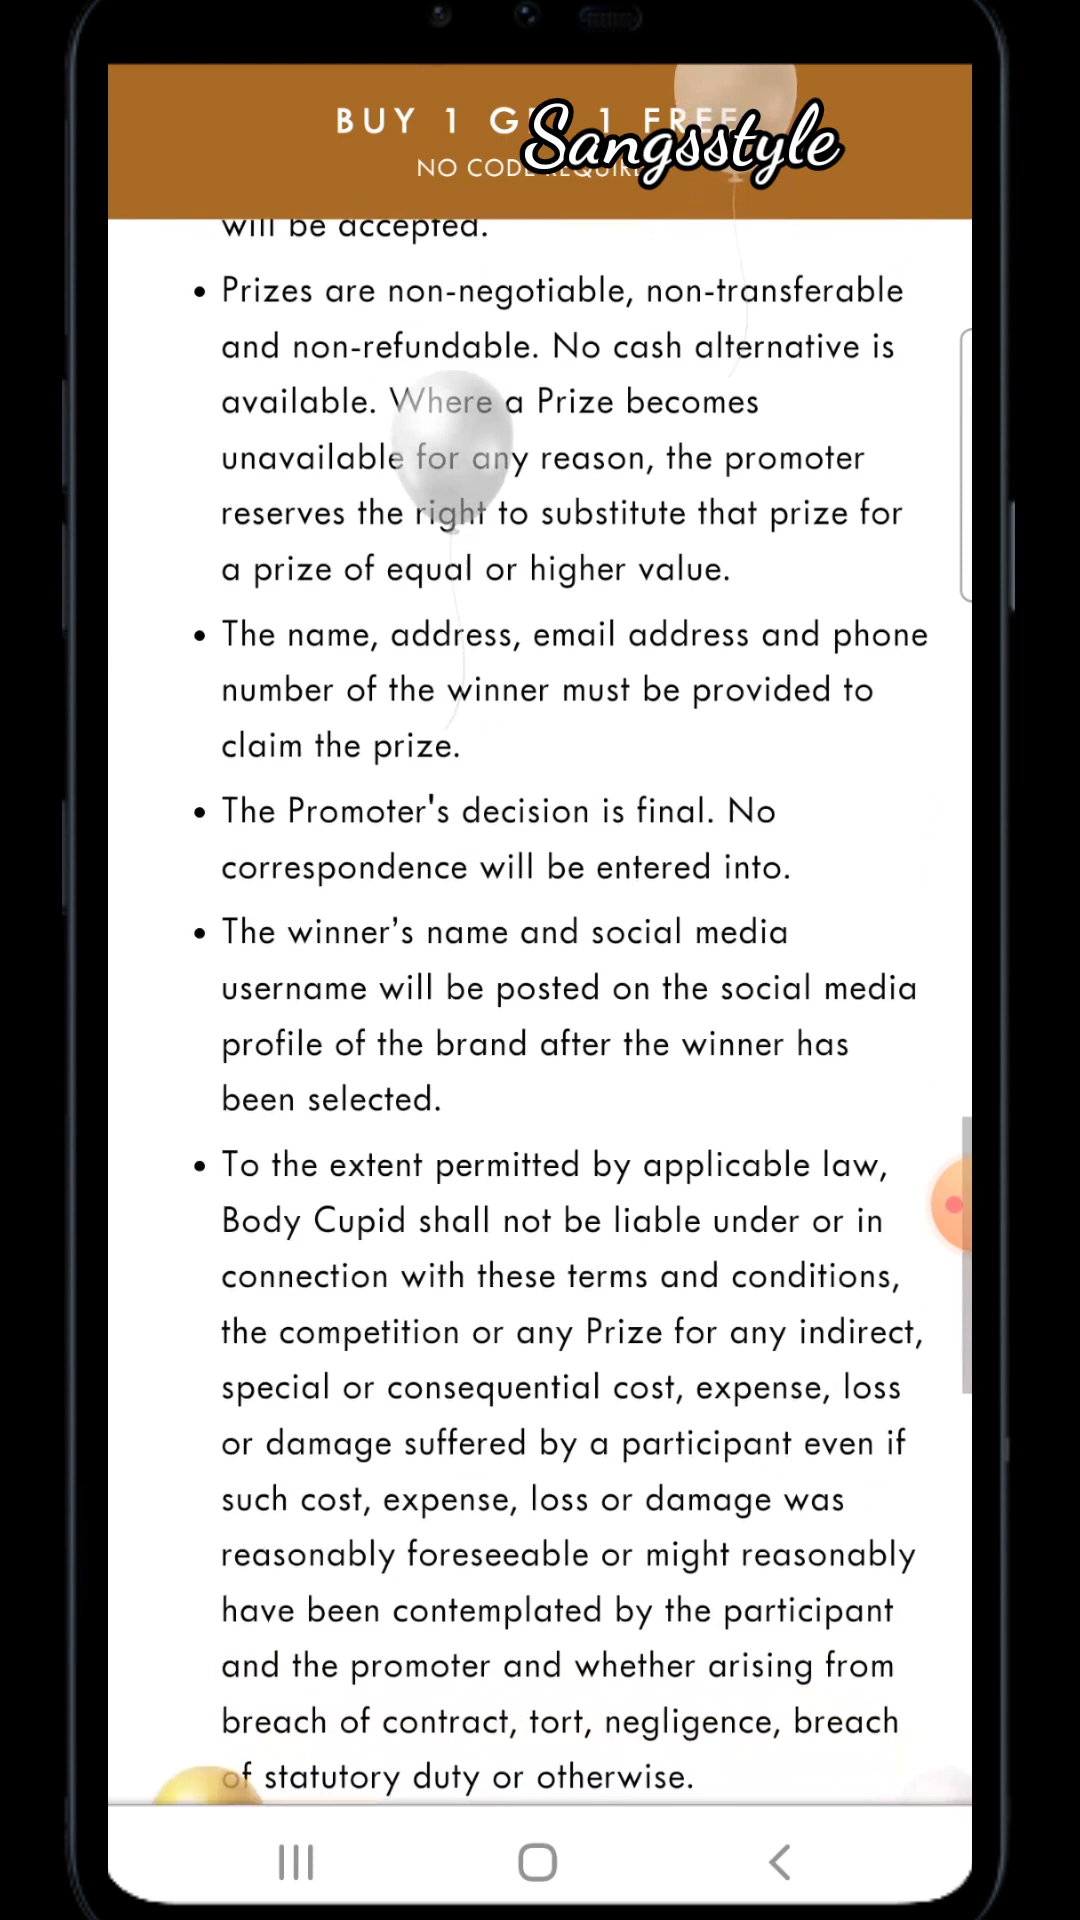 BUY 1 GET 1 FREE
Sangsstyle
NO CODE REQUIRED
will be accepted.
• Prizes are non-negotiable, non-transferable
and non-refundable. No cash alternative is
available. Where a Prize becomes
unavailable for any reason, the promoter
reserves the right to substitute that prize for
a prize of equal or higher value.
• The name, address, email address and phone
number of the winner must be provided to
claim the prize.
• The Promoter's decision is final. No
correspondence will be entered into.
• The winner’s name and social media
username will be posted on the social media
profile of the brand after the winner has
been selected.
• To the extent permitted by applicable law,
Body Cupid shall not be liable under or in
connection with these terms and conditions,
the competition or any Prize for any indirect,
special or consequential cost, expense, loss
or damage suffered by a participant even if
such cost, expense, loss or damage was
reasonably foreseeable or might reasonably
have been contemplated by the participant
and the promoter and whether arising from
breach of contract, tort, negligence, breach
of statutory duty or otherwise.